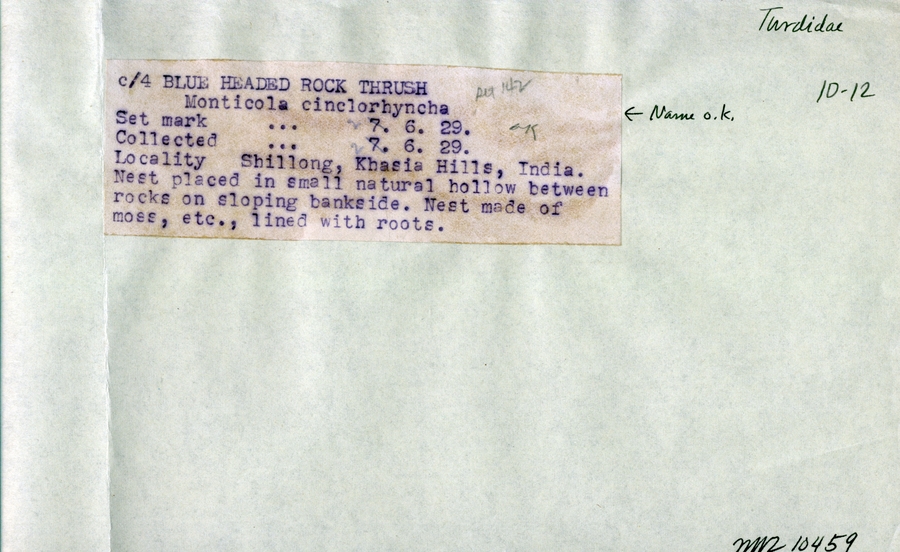 Turdidae
10-12
c/4 BLUE HEADED ROCK THRUSH
Monticola cinclorhyncha
← Name o.k.
Set mark ... 7. 6. 29.
Collected ... 7. 6. 29.
Locality Shillong, Khasia Hills, India.
Nest placed in small natural hollow between
rocks on sloping bankside. Nest made of
moss, etc., lined with roots.
10459